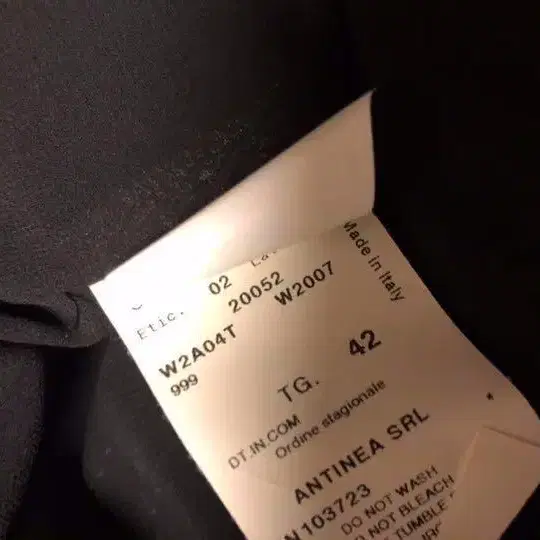 02
Etic. 20052
W2A04T W2007
999
Made in Italy
TG. 42
DT.IN.COM
Ordine stagionale
ANTINEA SRL
103723
DO NOT WASH
NOT BLEACH
TUMBLE